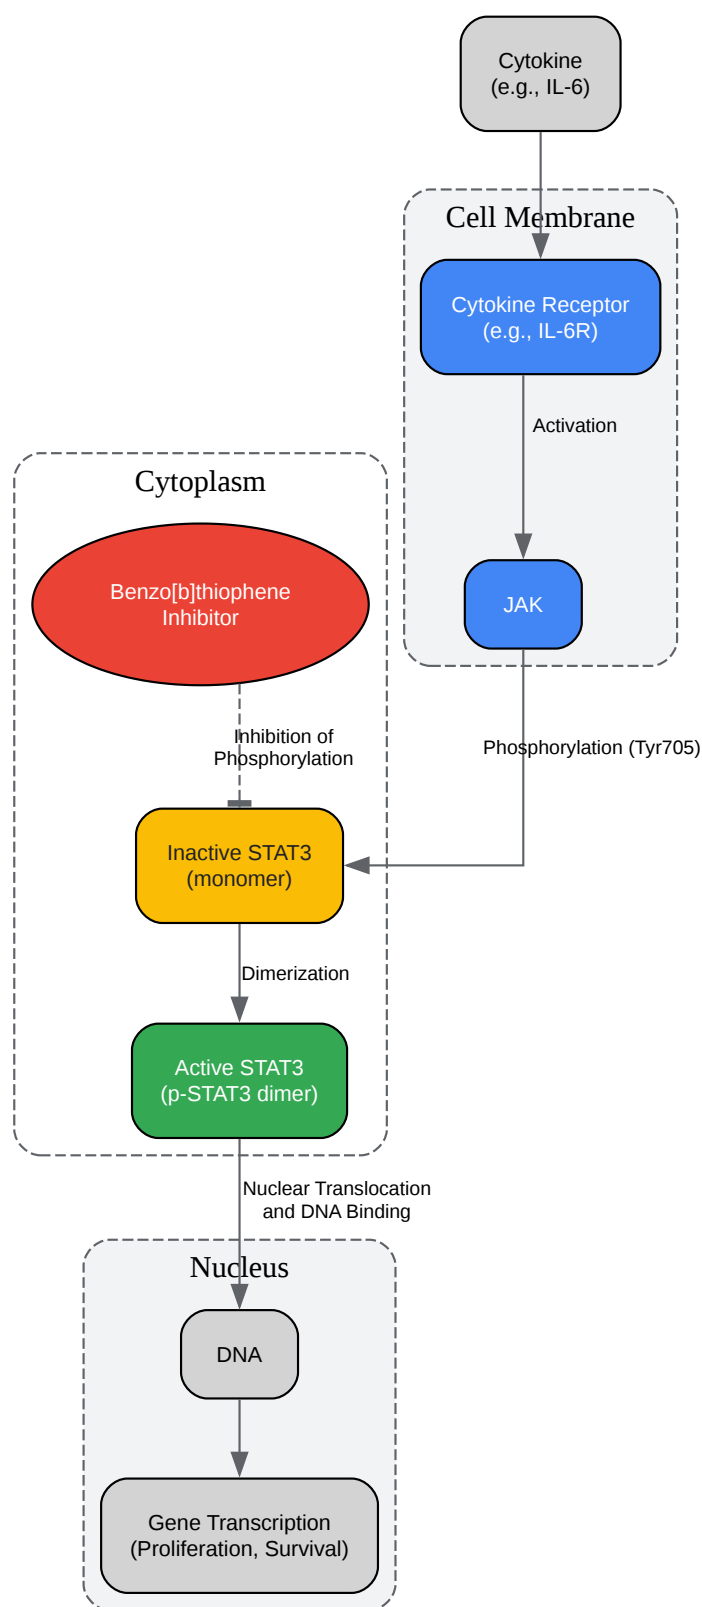 Cytokine
(e.g., IL-6)
Cell Membrane
Cytokine Receptor
(e.g., IL-6R)
Activation
JAK
Cytoplasm
Benzo[b]thiophene
Inhibitor
Inhibition of
Phosphorylation
Phosphorylation (Tyr705)
Inactive STAT3
(monomer)
Dimerization
Active STAT3
(p-STAT3 dimer)
Nuclear Translocation
and DNA Binding
Nucleus
DNA
Gene Transcription
(Proliferation, Survival)